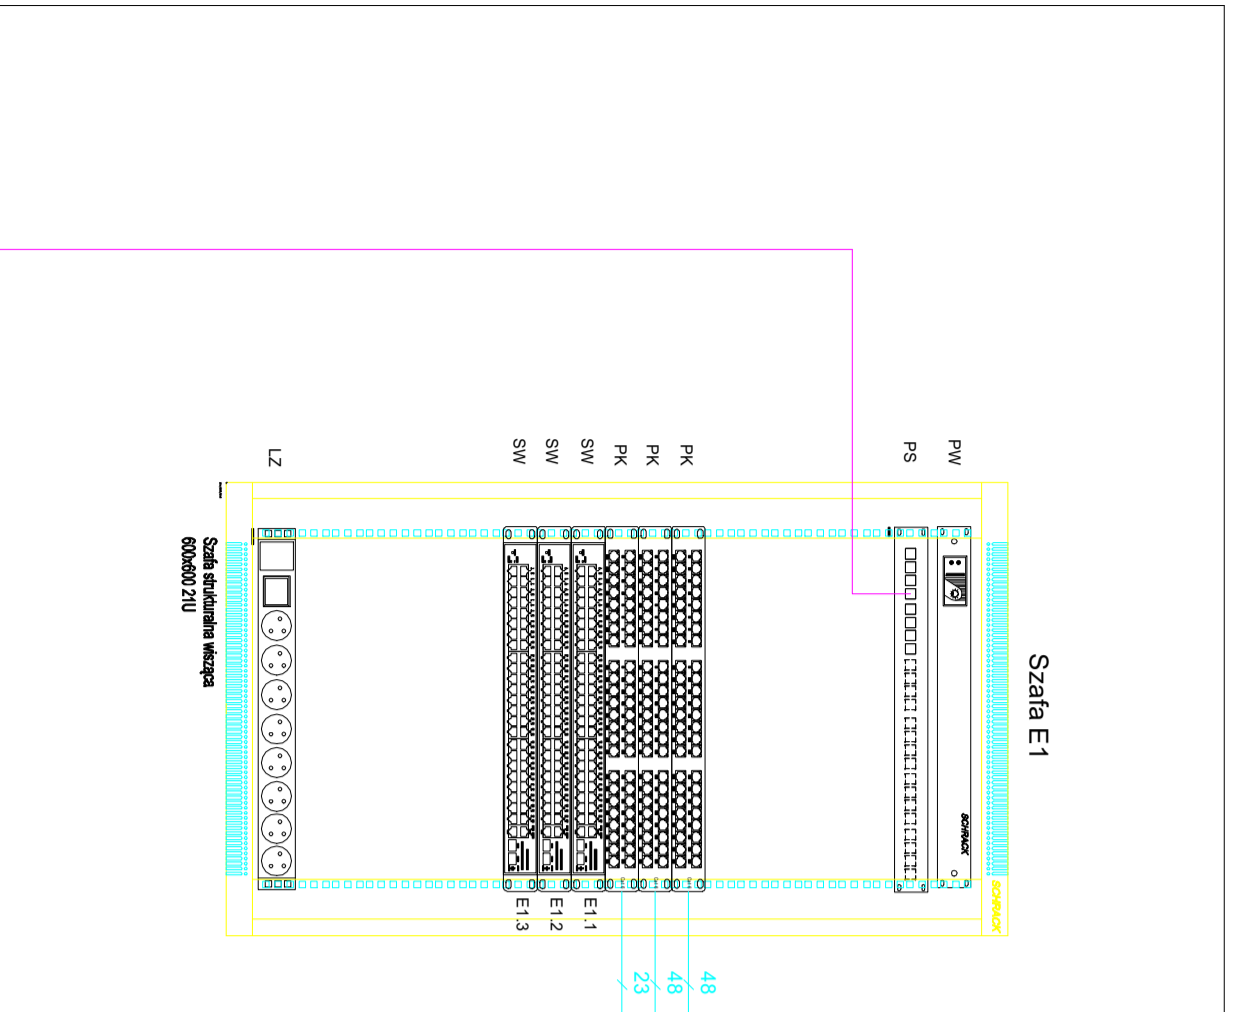 Szafa E1
PW
PS
PK
PK
PK
SW
SW
SW
LZ
SCHRACK
SCHRACK
E1.1
E1.2
E1.3
48
48
23
Szafa strukturalna wisząca
600x600 21U